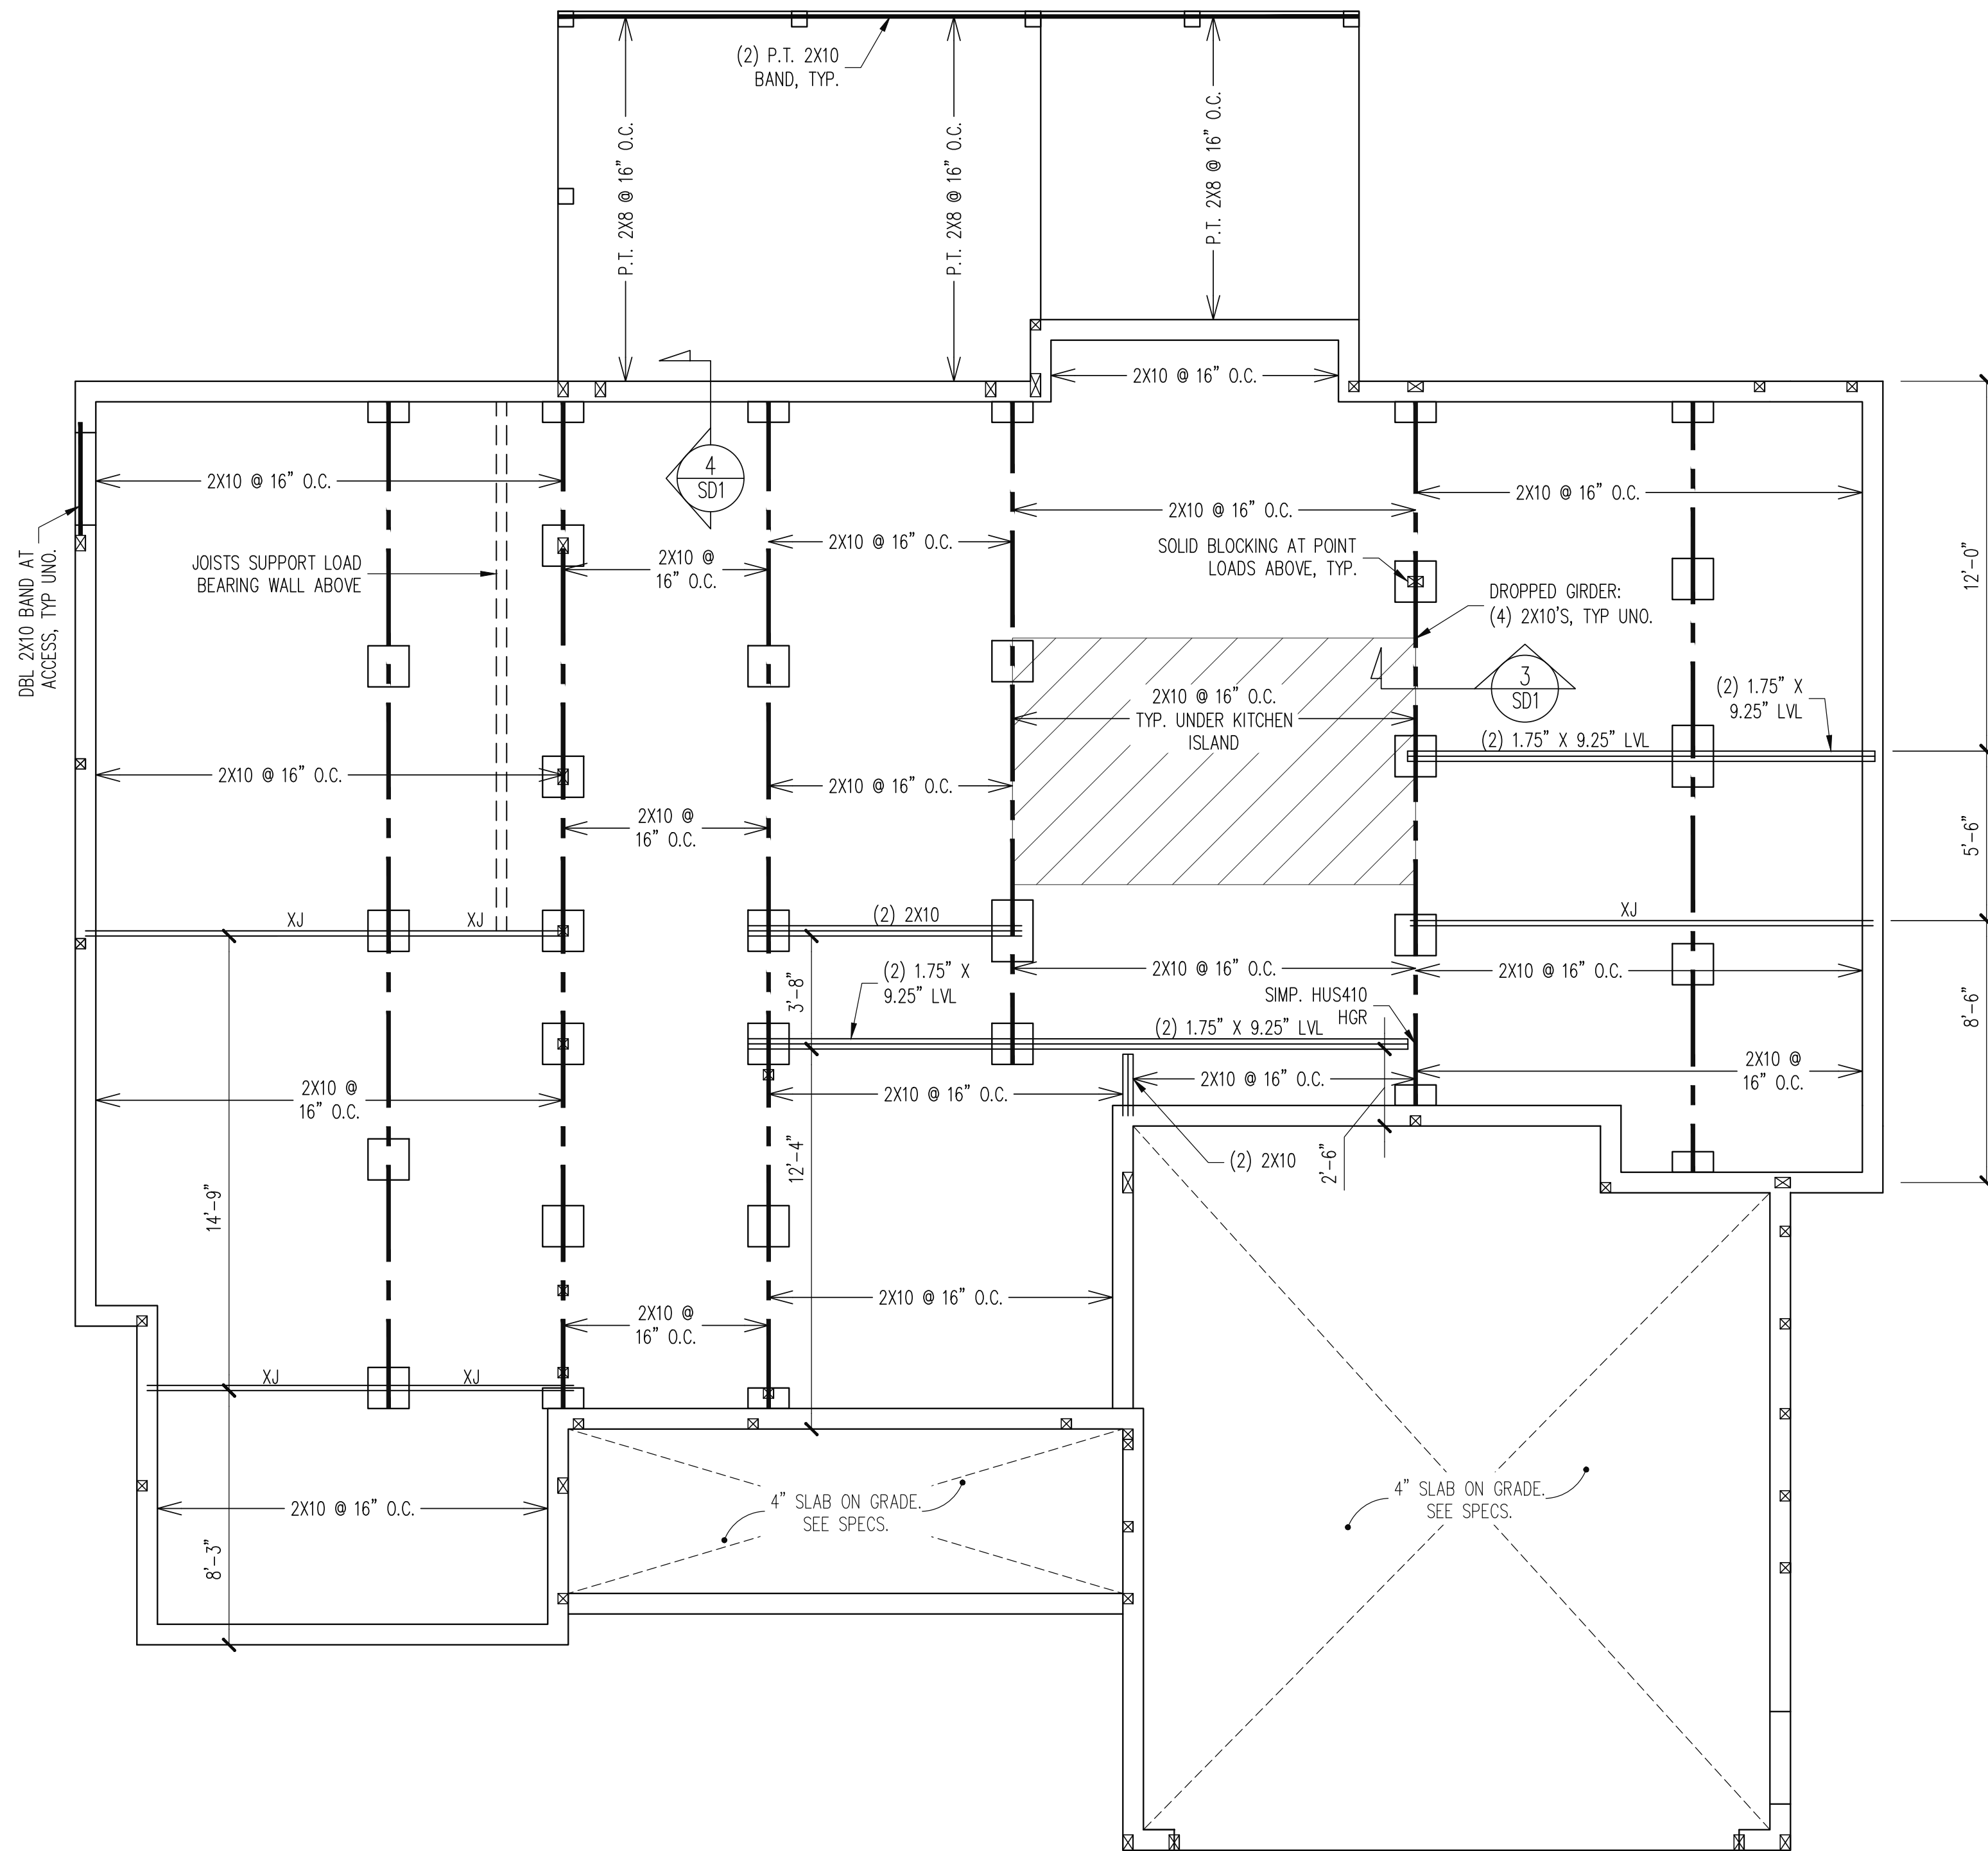 (2) P.T. 2X10
BAND, TYP.
P.T. 2X8 @ 16" O.C.
P.T. 2X8 @ 16" O.C.
P.T. 2X8 @ 16" O.C.
2X10 @ 16" O.C.
4
SD1
2X10 @ 16" O.C.
2X10 @ 16" O.C.
2X10 @ 16" O.C.
2X10 @ 16" O.C.
DBL 2X10 BAND AT
ACCESS, TYP UNO.
JOISTS SUPPORT LOAD
BEARING WALL ABOVE
2X10 @
16" O.C.
SOLID BLOCKING AT POINT
LOADS ABOVE, TYP.
DROPPED GIRDER:
(4) 2X10'S, TYP UNO.
12'-0"
3
SD1
2X10 @ 16" O.C.
TYP. UNDER KITCHEN
ISLAND
(2) 1.75" X
9.25" LVL
(2) 1.75" X 9.25" LVL
2X10 @ 16" O.C.
2X10 @ 16" O.C.
2X10 @
16" O.C.
5'-6"
XJ
XJ
(2) 2X10
XJ
3'-8"
(2) 1.75" X
9.25" LVL
2X10 @ 16" O.C.
2X10 @ 16" O.C.
SIMP. HUS410
HGR
(2) 1.75" X 9.25" LVL
8'-6"
2X10 @
16" O.C.
2X10 @ 16" O.C.
2X10 @ 16" O.C.
2X10 @
16" O.C.
12'-4"
(2) 2X10
2'-6"
14'-9"
2X10 @
16" O.C.
2X10 @ 16" O.C.
XJ
XJ
2X10 @ 16" O.C.
8'-3"
4" SLAB ON GRADE.
SEE SPECS.
4" SLAB ON GRADE.
SEE SPECS.